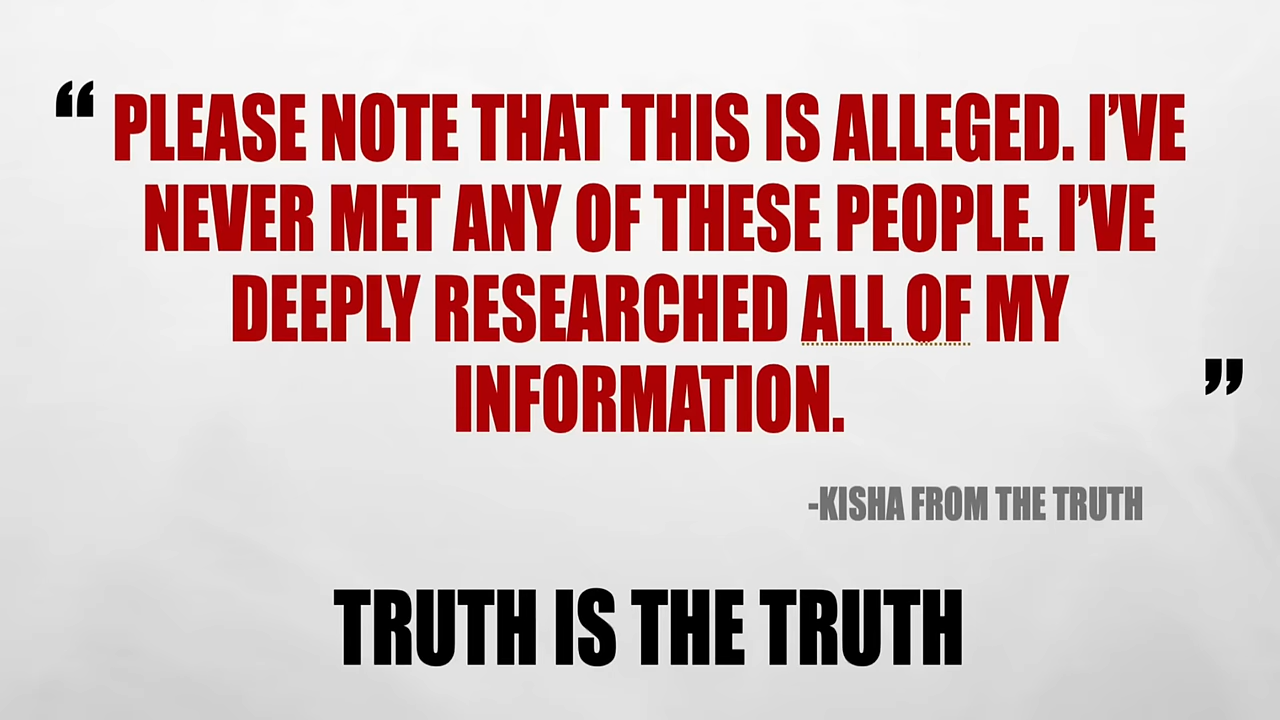 “ PLEASE NOTE THAT THIS IS ALLEGED. I’VE
NEVER MET ANY OF THESE PEOPLE. I’VE
DEEPLY RESEARCHED ALL OF MY
INFORMATION. ”
-KISHA FROM THE TRUTH
TRUTH IS THE TRUTH